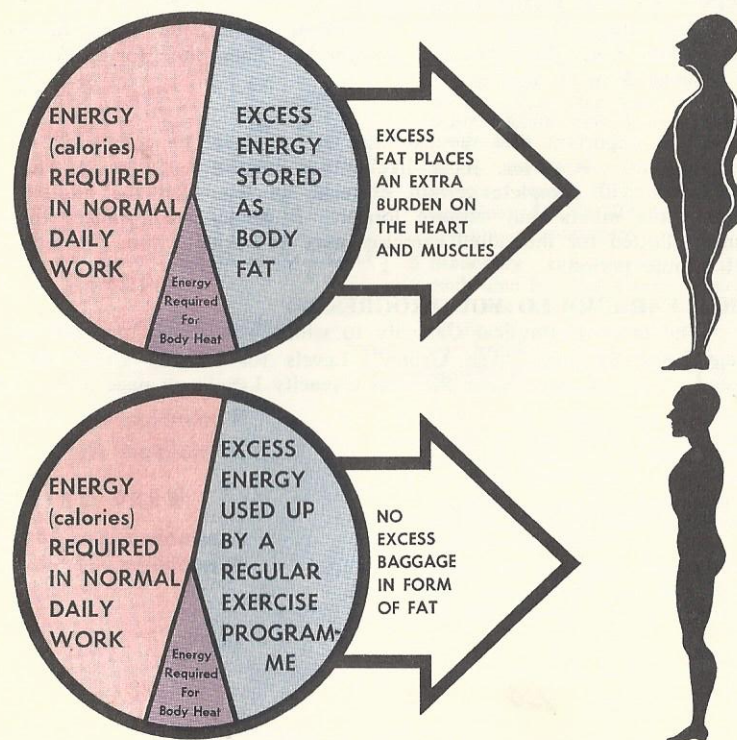 ENERGY
(calories)
REQUIRED
IN NORMAL
DAILY
WORK
EXCESS
ENERGY
STORED
AS
BODY
FAT
Energy
Required
For
Body Heat
EXCESS
FAT PLACES
AN EXTRA
BURDEN ON
THE HEART
AND MUSCLES
ENERGY
(calories)
REQUIRED
IN NORMAL
DAILY
WORK
EXCESS
ENERGY
USED UP
BY A
REGULAR
EXERCISE
PROGRAM-
ME
Energy
Required
For
Body Heat
NO
EXCESS
BAGGAGE
IN FORM
OF FAT